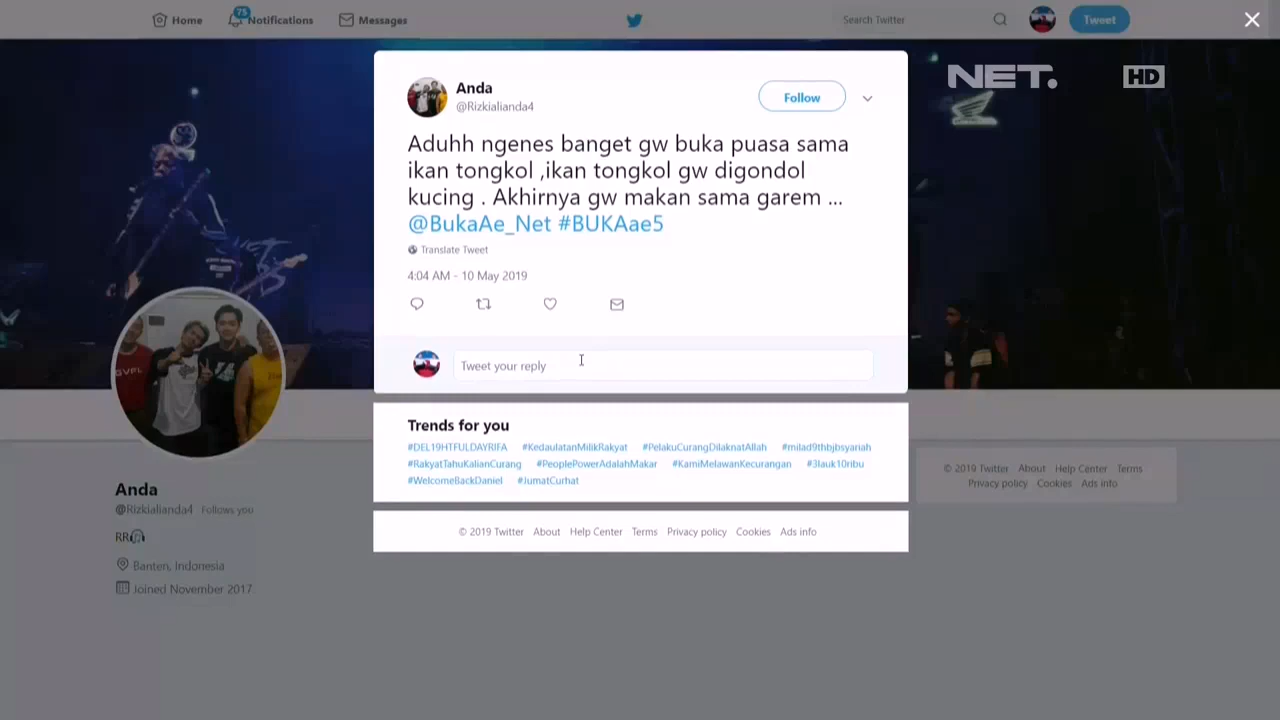 Home
75
Notifications
Messages
Search Twitter
Tweet
NET.
HD
Anda
@Rizkialianda4
Follow
Aduhh ngenes banget gw buka puasa sama
ikan tongkol ,ikan tongkol gw digondol
kucing . Akhirnya gw makan sama garem ...
@BukaAe_Net #BUKAae5
Translate Tweet
4:04 AM - 10 May 2019
Tweet your reply
Trends for you
#DEL19HTFULDAYRIFA #KedaulatanMilikRakyat #PelakuCurangDilaknatAllah #milad9thbjbsyariah
#RakyatTahuKalianCurang #PeoplePowerAdalahMakar #KamiMelawanKecurangan #3lauk10ribu
#WelcomeBackDaniel #JumatCurhat
© 2019 Twitter About Help Center Terms Privacy policy Cookies Ads info
Anda
@Rizkialianda4 Follows you
RR
Banten, Indonesia
Joined November 2017
© 2019 Twitter About Help Center Terms
Privacy policy Cookies Ads info